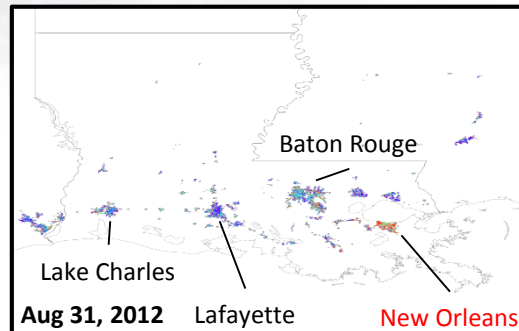 Baton Rouge
Lake Charles
Aug 31, 2012
Lafayette
New Orleans